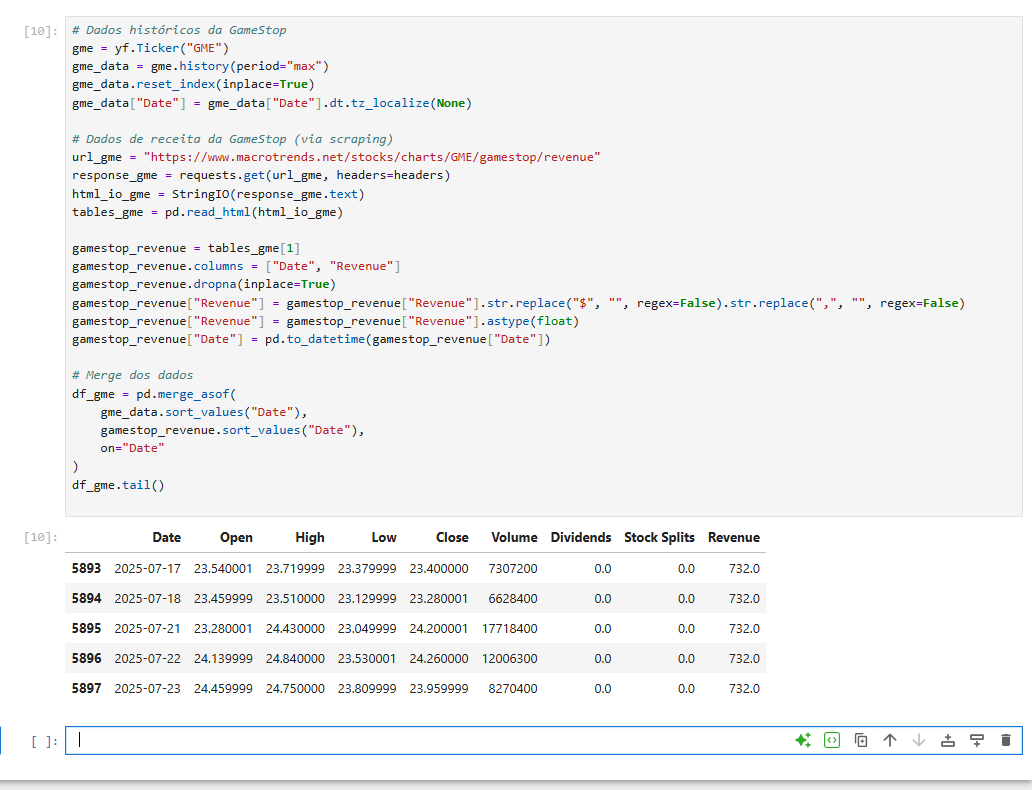 [10]: # Dados históricos da GameStop
gme = yf.Ticker("GME")
gme_data = gme.history(period="max")
gme_data.reset_index(inplace=True)
gme_data["Date"] = gme_data["Date"].dt.tz_localize(None)
# Dados de receita da GameStop (via scraping)
url_gme = "https://www.macrotrends.net/stocks/charts/GME/gamestop/revenue"
response_gme = requests.get(url_gme, headers=headers)
html_io_gme = StringIO(response_gme.text)
tables_gme = pd.read_html(html_io_gme)
gamestop_revenue = tables_gme[1]
gamestop_revenue.columns = ["Date", "Revenue"]
gamestop_revenue.dropna(inplace=True)
gamestop_revenue["Revenue"] = gamestop_revenue["Revenue"].str.replace("$", "", regex=False).str.replace(",", "", regex=False)
gamestop_revenue["Revenue"] = gamestop_revenue["Revenue"].astype(float)
gamestop_revenue["Date"] = pd.to_datetime(gamestop_revenue["Date"])
# Merge dos dados
df_gme = pd.merge_asof(
    gme_data.sort_values("Date"),
    gamestop_revenue.sort_values("Date"),
    on="Date"
)
df_gme.tail()
[10]: Date Open High Low Close Volume Dividends Stock Splits Revenue
5893 2025-07-17 23.540001 23.719999 23.379999 23.400000 7307200 0.0 0.0 732.0
5894 2025-07-18 23.459999 23.510000 23.129999 23.280001 6628400 0.0 0.0 732.0
5895 2025-07-21 23.280001 24.430000 23.049999 24.200001 17718400 0.0 0.0 732.0
5896 2025-07-22 24.139999 24.840000 23.530001 24.260000 12006300 0.0 0.0 732.0
5897 2025-07-23 24.459999 24.750000 23.809999 23.959999 8270400 0.0 0.0 732.0
[ ]: